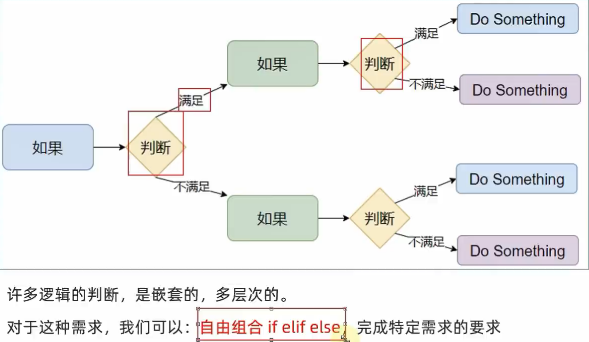 满足
Do Something
如果
判断
满足
不满足
Do Something
如果
判断
不满足
满足
Do Something
如果
判断
不满足
Do Something
许多逻辑的判断，是嵌套的，多层次的。
对于这种需求，我们可以：自由组合 if elif else，完成特定需求的要求